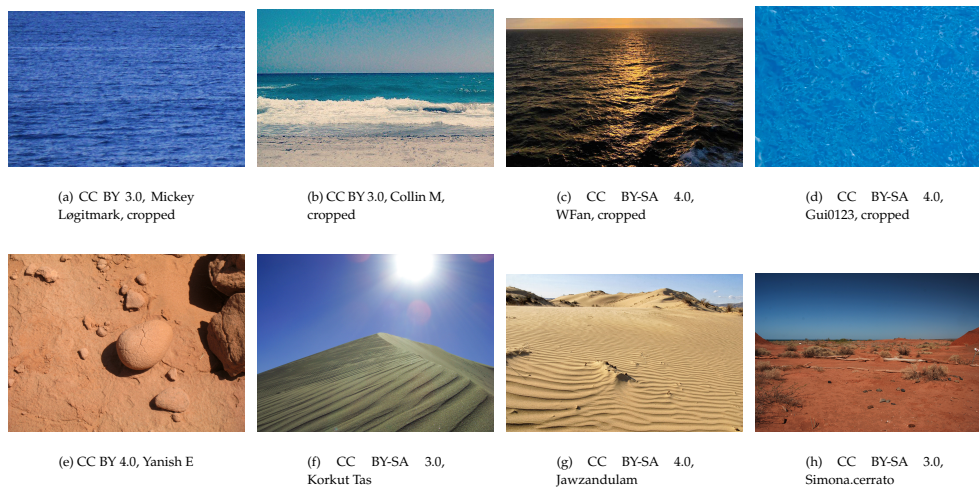 (a) CC BY 3.0, Mickey
Løgitmark, cropped
(b) CC BY 3.0, Collin M,
cropped
(c) CC BY-SA 4.0,
WFan, cropped
(d) CC BY-SA 4.0,
Gui0123, cropped
(e) CC BY 4.0, Yanish E
(f) CC BY-SA 3.0,
Korkut Tas
(g) CC BY-SA 4.0,
Jawzandulam
(h) CC BY-SA 3.0,
Simona.cerrato